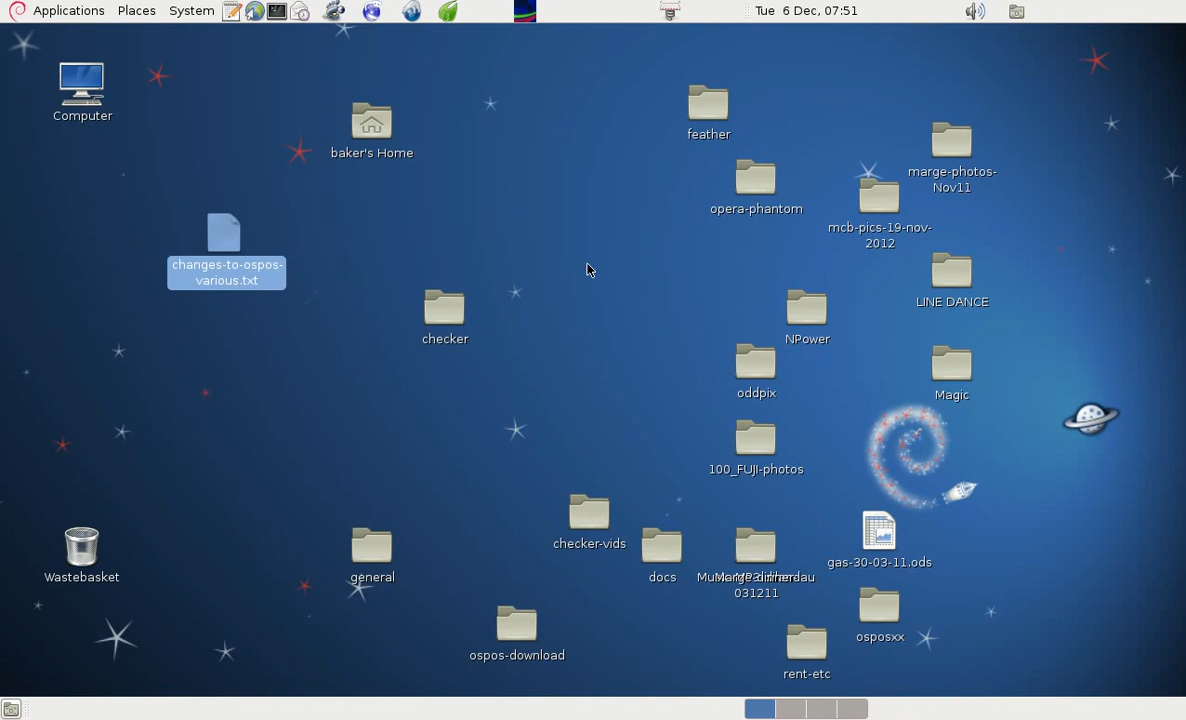 Applications Places System
Tue 6 Dec, 07:51
Computer
baker's Home
feather
marge-photos-
Nov11
opera-phantom
mcb-pics-19-nov-
2012
changes-to-ospos-
various.txt
LINE DANCE
checker
NPower
oddpix
Magic
100_FUJI-photos
checker-vids
gas-30-03-11.ods
Wastebasket
general
docs
031211
osposxx
ospos-download
rent-etc